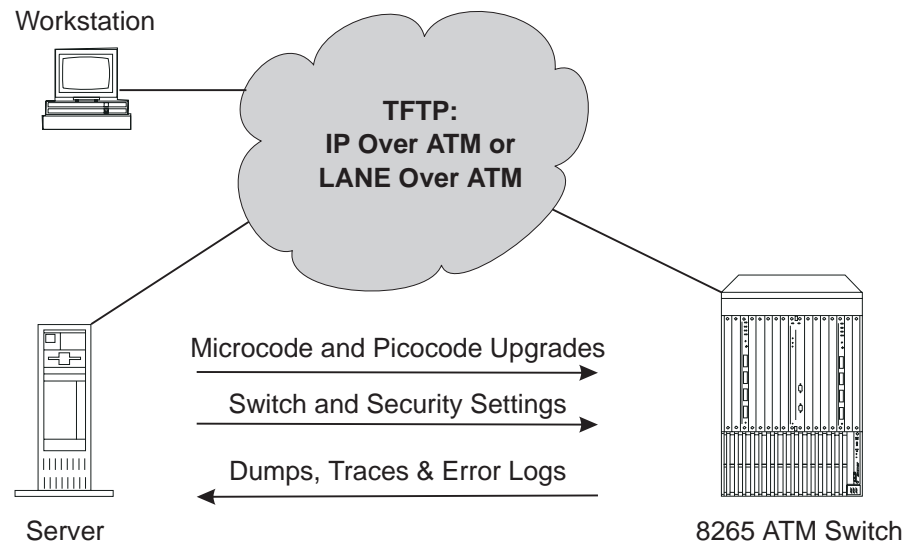 Workstation
TFTP:
IP Over ATM or
LANE Over ATM
Microcode and Picocode Upgrades
Switch and Security Settings
Dumps, Traces & Error Logs
Server
8265 ATM Switch